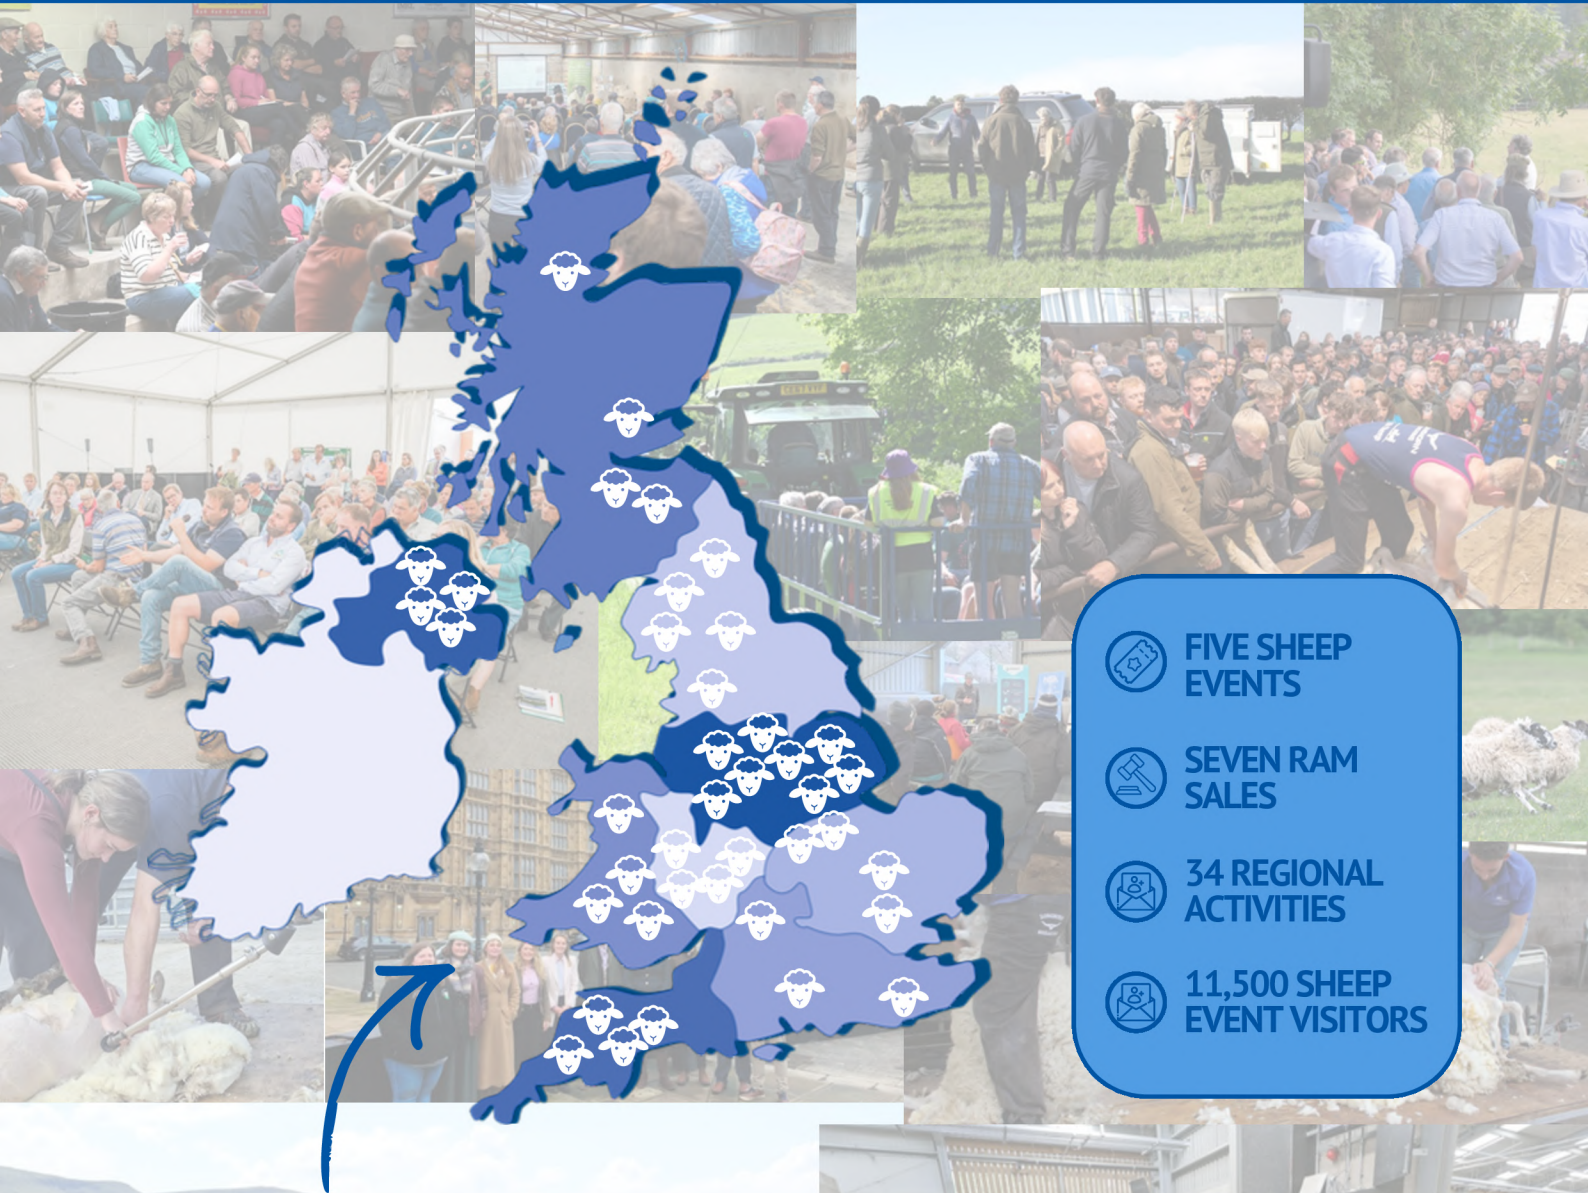 FIVE SHEEP
EVENTS
SEVEN RAM
SALES
34 REGIONAL
ACTIVITIES
11,500 SHEEP
EVENT VISITORS